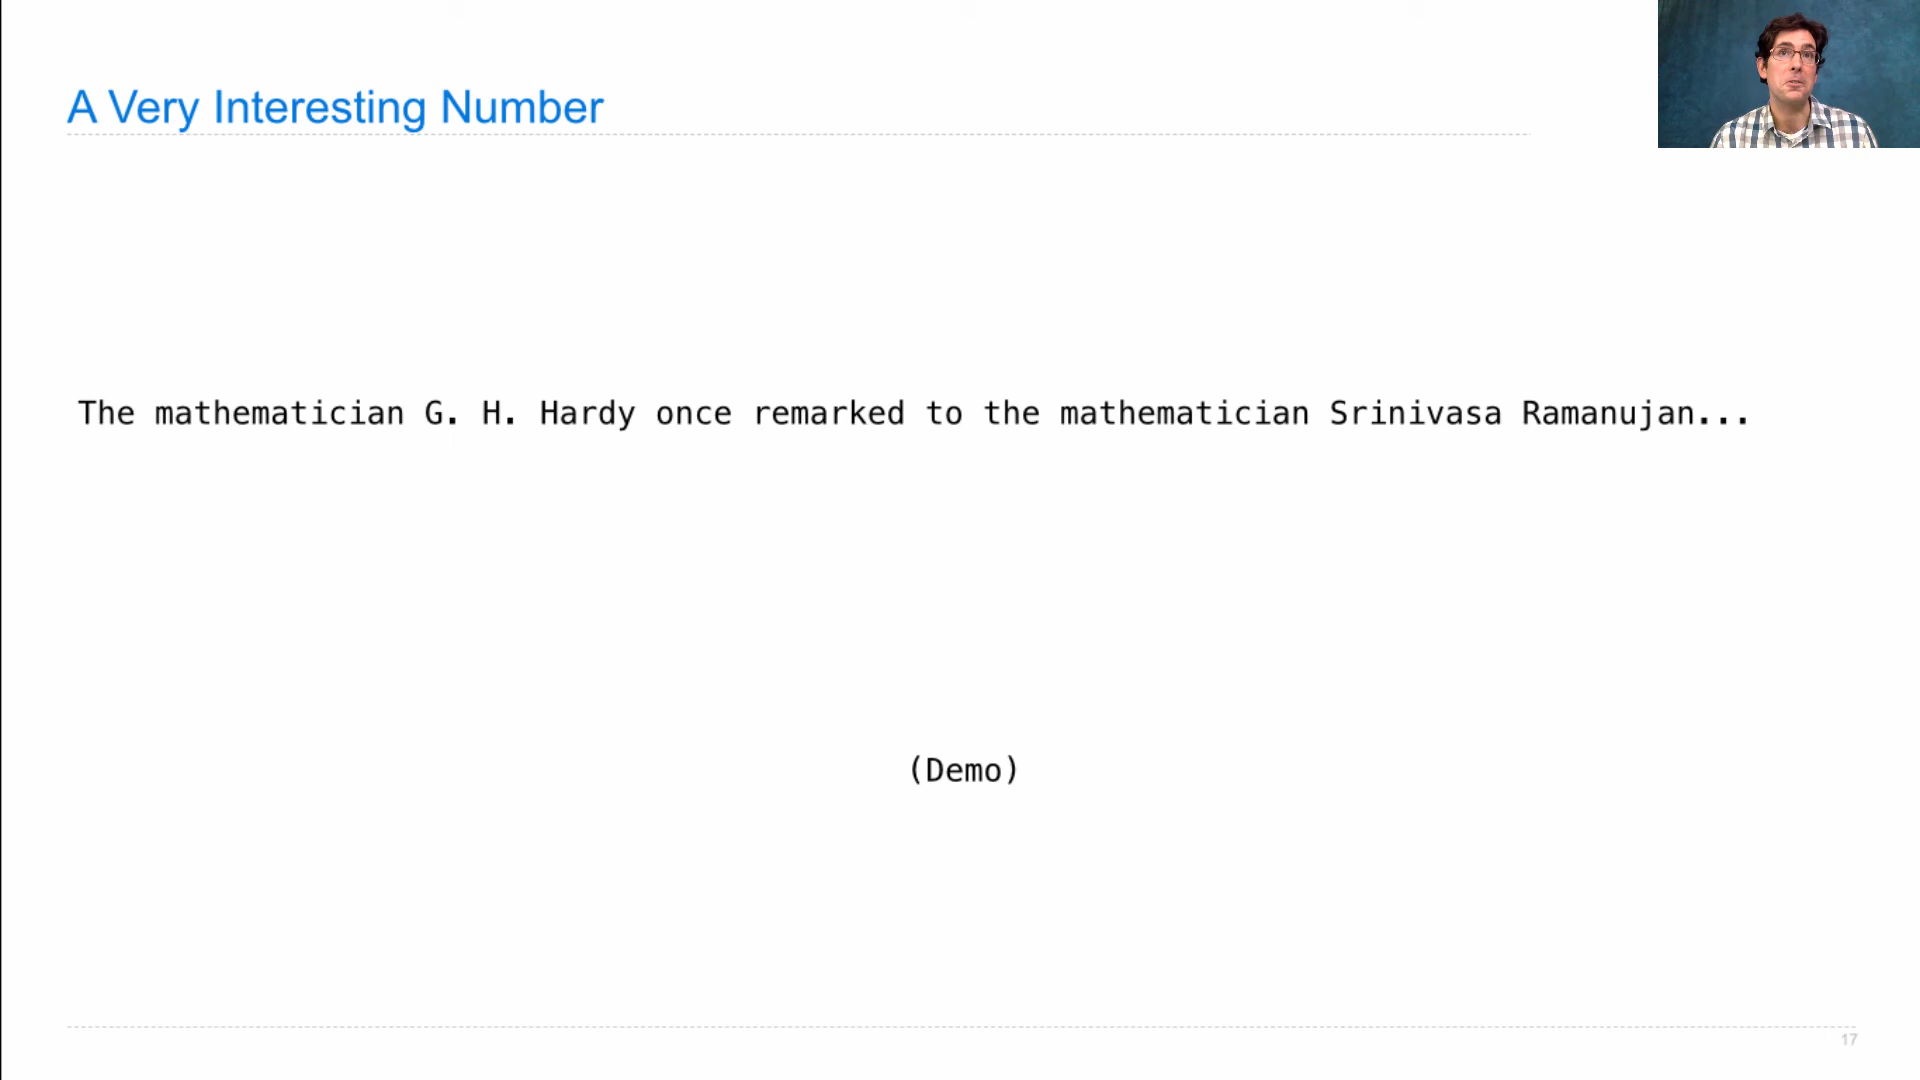 A Very Interesting Number
The mathematician G. H. Hardy once remarked to the mathematician Srinivasa Ramanujan...
(Demo)
17